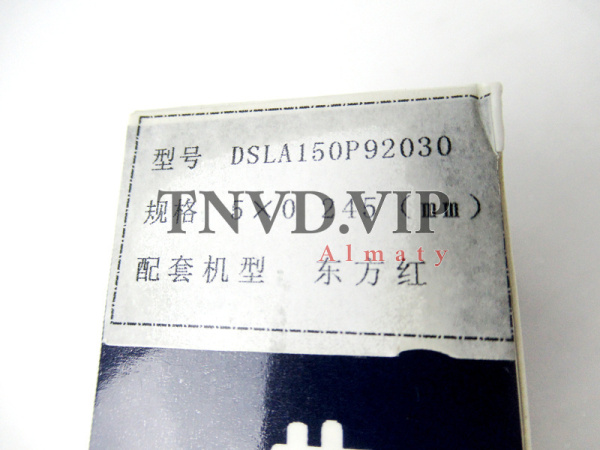 型号 DSLA150P92030
TNVD.VIP
规格 5×0.245(mm)
Almaty
配套机型 东方红